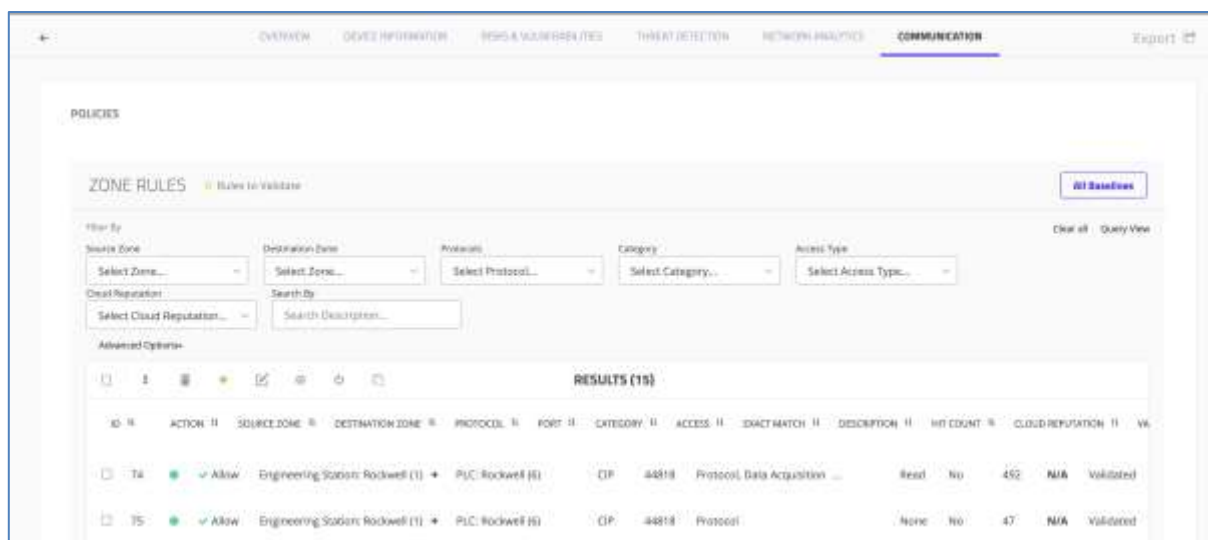 OVERVIEW DEVICE INFORMATION RISKS & VULNERABILITIES THREAT DETECTION NETWORK ANALYTICS COMMUNICATION Export
POLICIES
ZONE RULES Rules to Validate All Baselines
Filter By Clear all Query View
Source Zone Destination Zone Protocols Category Access Type
Select Zone... Select Zone... Select Protocol... Select Category... Select Access Type...
Cloud Reputation Search By
Select Cloud Reputation... Search Description...
Advanced Options+
RESULTS (15)
ID ACTION SOURCE ZONE DESTINATION ZONE PROTOCOL PORT CATEGORY ACCESS EXACT MATCH DESCRIPTION HIT COUNT CLOUD REPUTATION VA
74 Allow Engineering Station: Rockwell (1) PLC: Rockwell (6) CIP 44818 Protocol, Data Acquisition ... Read No 492 N/A Validated
75 Allow Engineering Station: Rockwell (1) PLC: Rockwell (6) CIP 44818 Protocol None No 47 N/A Validated